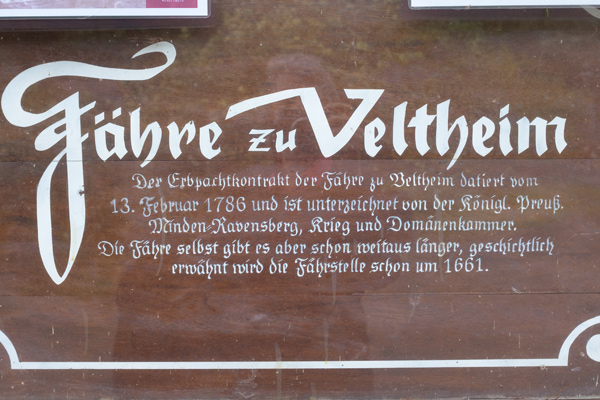 Fähre zu Veltheim
Der Erbpachtkontrakt der Fähre zu Veltheim datiert vom
13. Februar 1786 und ist unterzeichnet von der Königl. Preuß.
Minden-Ravensberg, Krieg und Domänenkammer.
Die Fähre selbst gibt es aber schon weitaus länger, geschichtlich
erwähnt wird die Fährstelle schon um 1661.